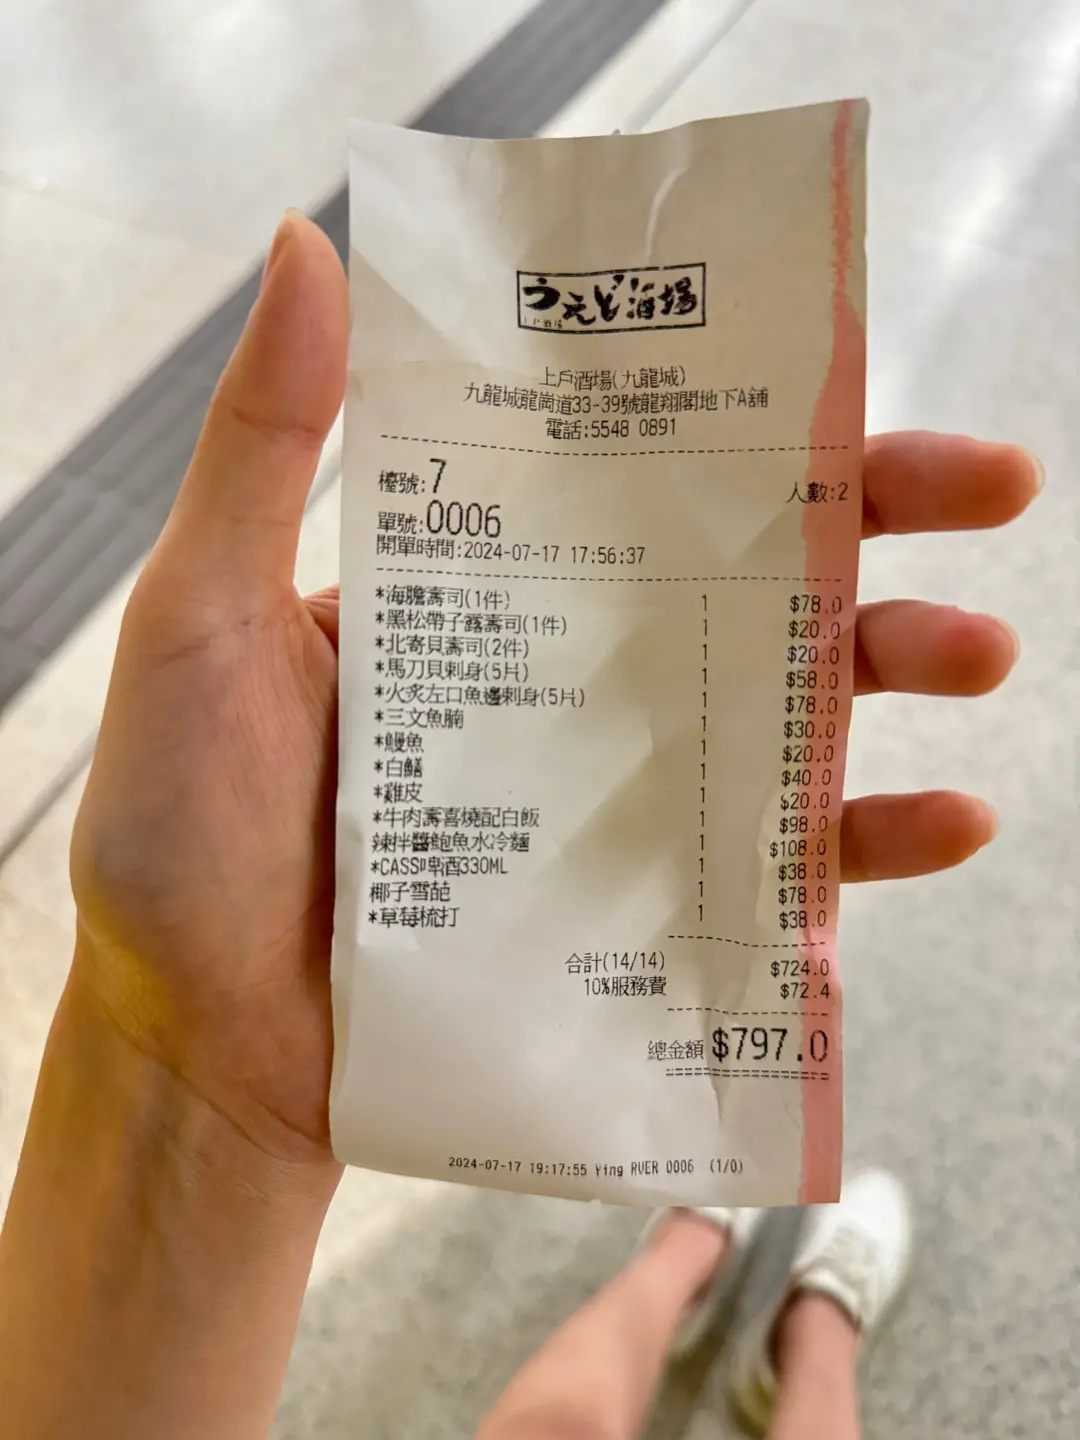 うえど酒場
上戶酒場
上戶酒場(九龍城)
九龍城龍崗道33-39號龍翔閣地下A舖
電話:5548 0891
檯號:7 人數:2
單號:0006
開單時間:2024-07-17 17:56:37
*海膽壽司(1件) 1 $78.0
*黑松帶子露壽司(1件) 1 $20.0
*北寄貝壽司(2件) 1 $20.0
*馬刀貝刺身(5片) 1 $58.0
*火炙左口魚邊刺身(5片) 1 $78.0
*三文魚腩 1 $30.0
*鰻魚 1 $20.0
*白鱔 1 $40.0
*雞皮 1 $20.0
*牛肉壽喜燒配白飯 1 $98.0
辣拌醬鮑魚水冷麵 1 $108.0
*CASS啤酒330ML 1 $38.0
椰子雪葩 1 $78.0
*草莓梳打 1 $38.0
合計(14/14) $724.0
10%服務費 $72.4
總金額 $797.0
2024-07-17 19:17:55 Ying RVER 0006 (1/0)